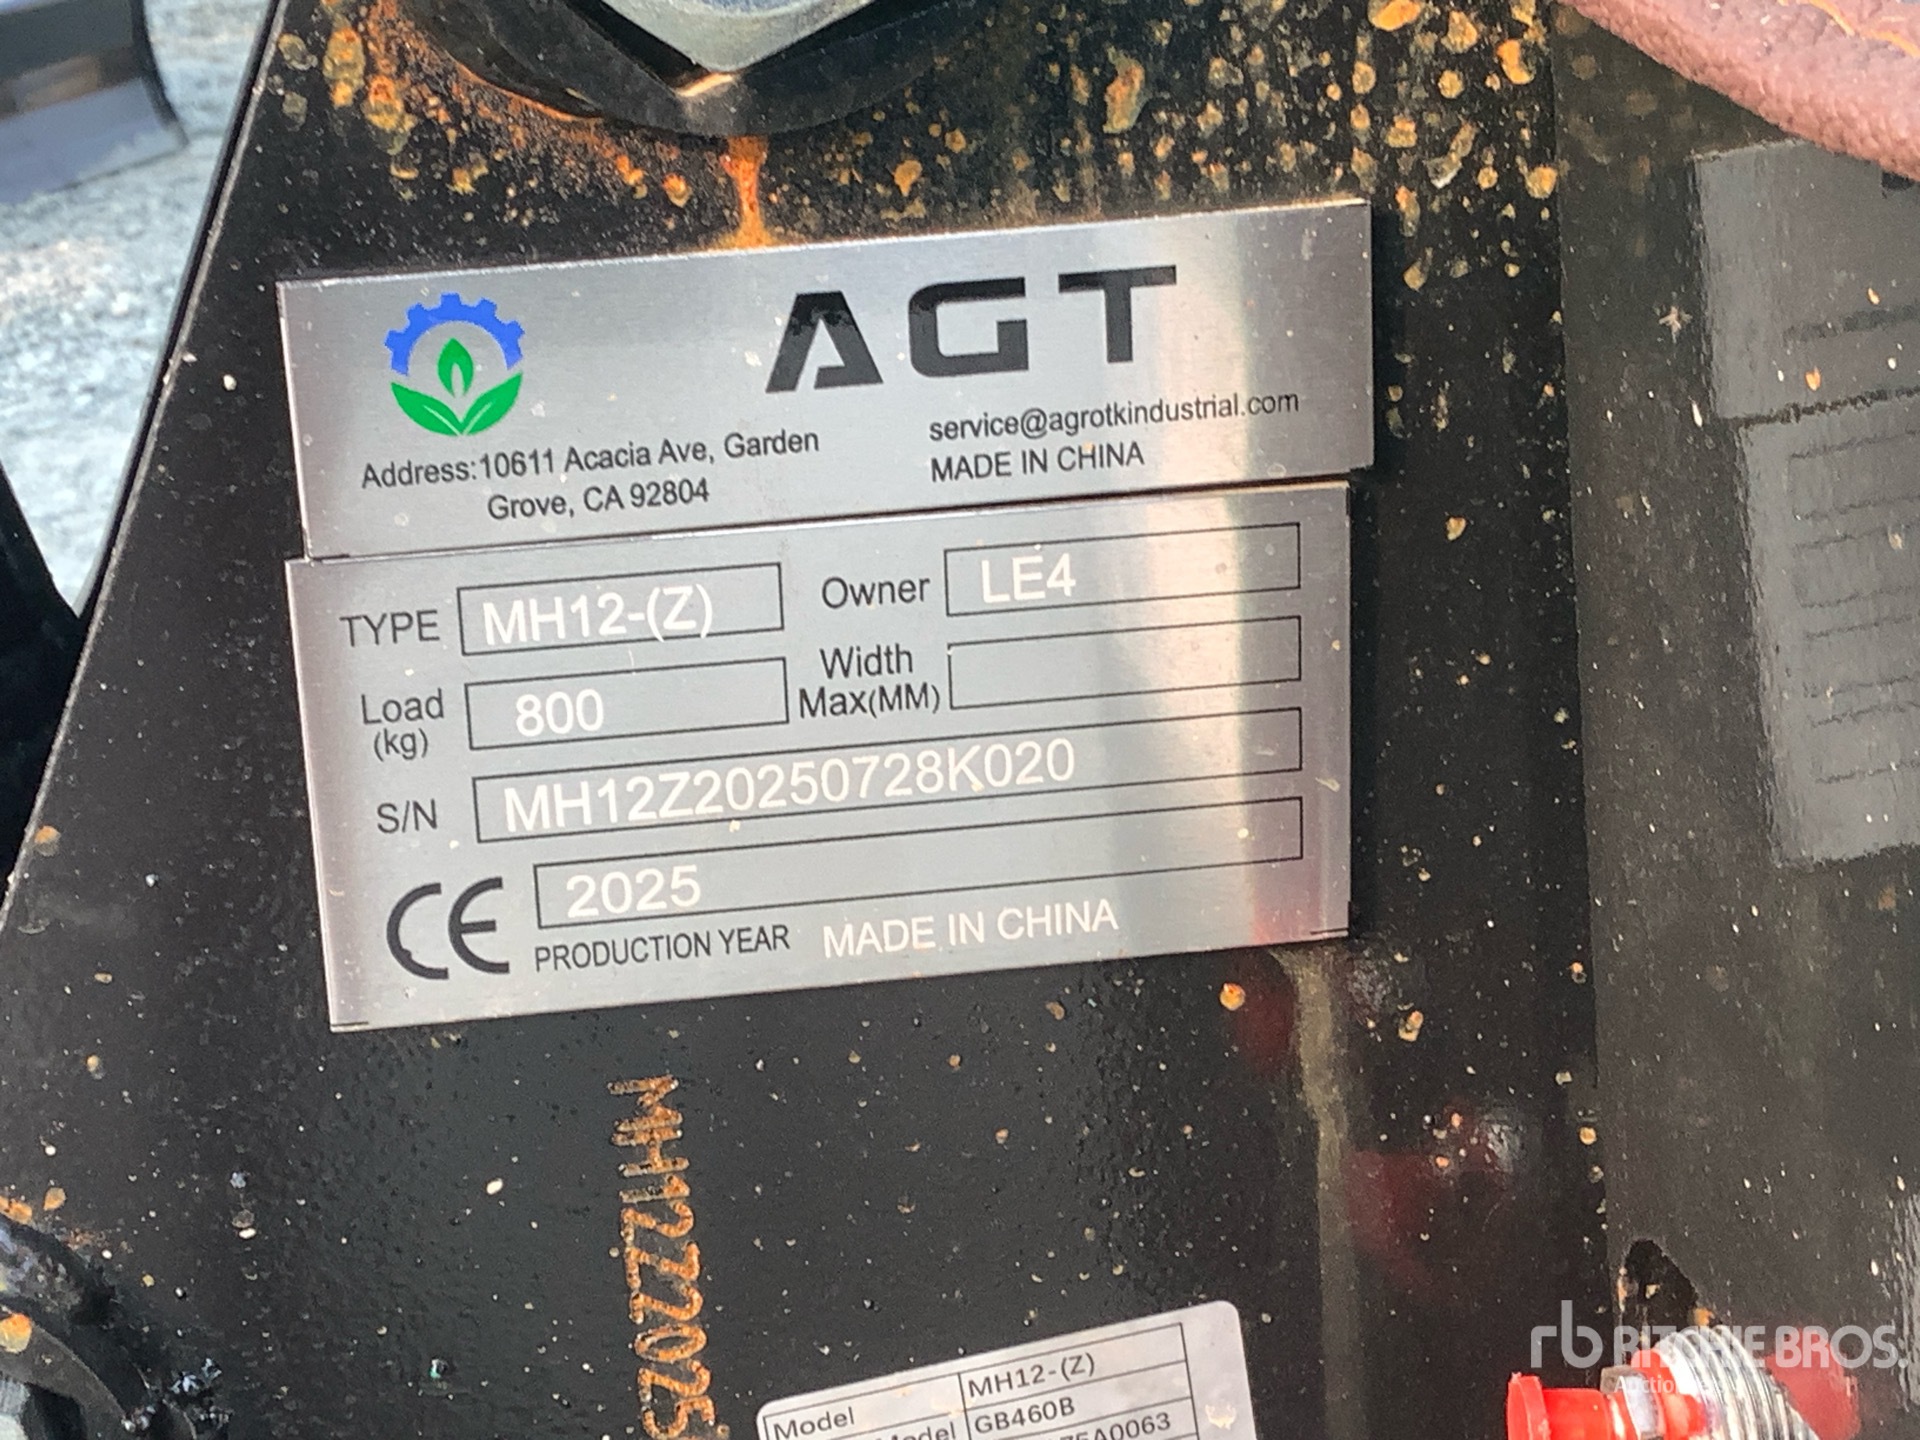 AGT
Address:10611 Acacia Ave, Garden
Grove, CA 92804
service@agrotkindustrial.com
MADE IN CHINA
TYPE MH12-(Z) Owner LE4
Load (kg) 800 Width Max(MM)
S/N MH12Z20250728K020
CE 2025
PRODUCTION YEAR MADE IN CHINA
MH12Z2025
Model MH12-(Z)
GB460B
A0063
rb RITCHIE BROS.